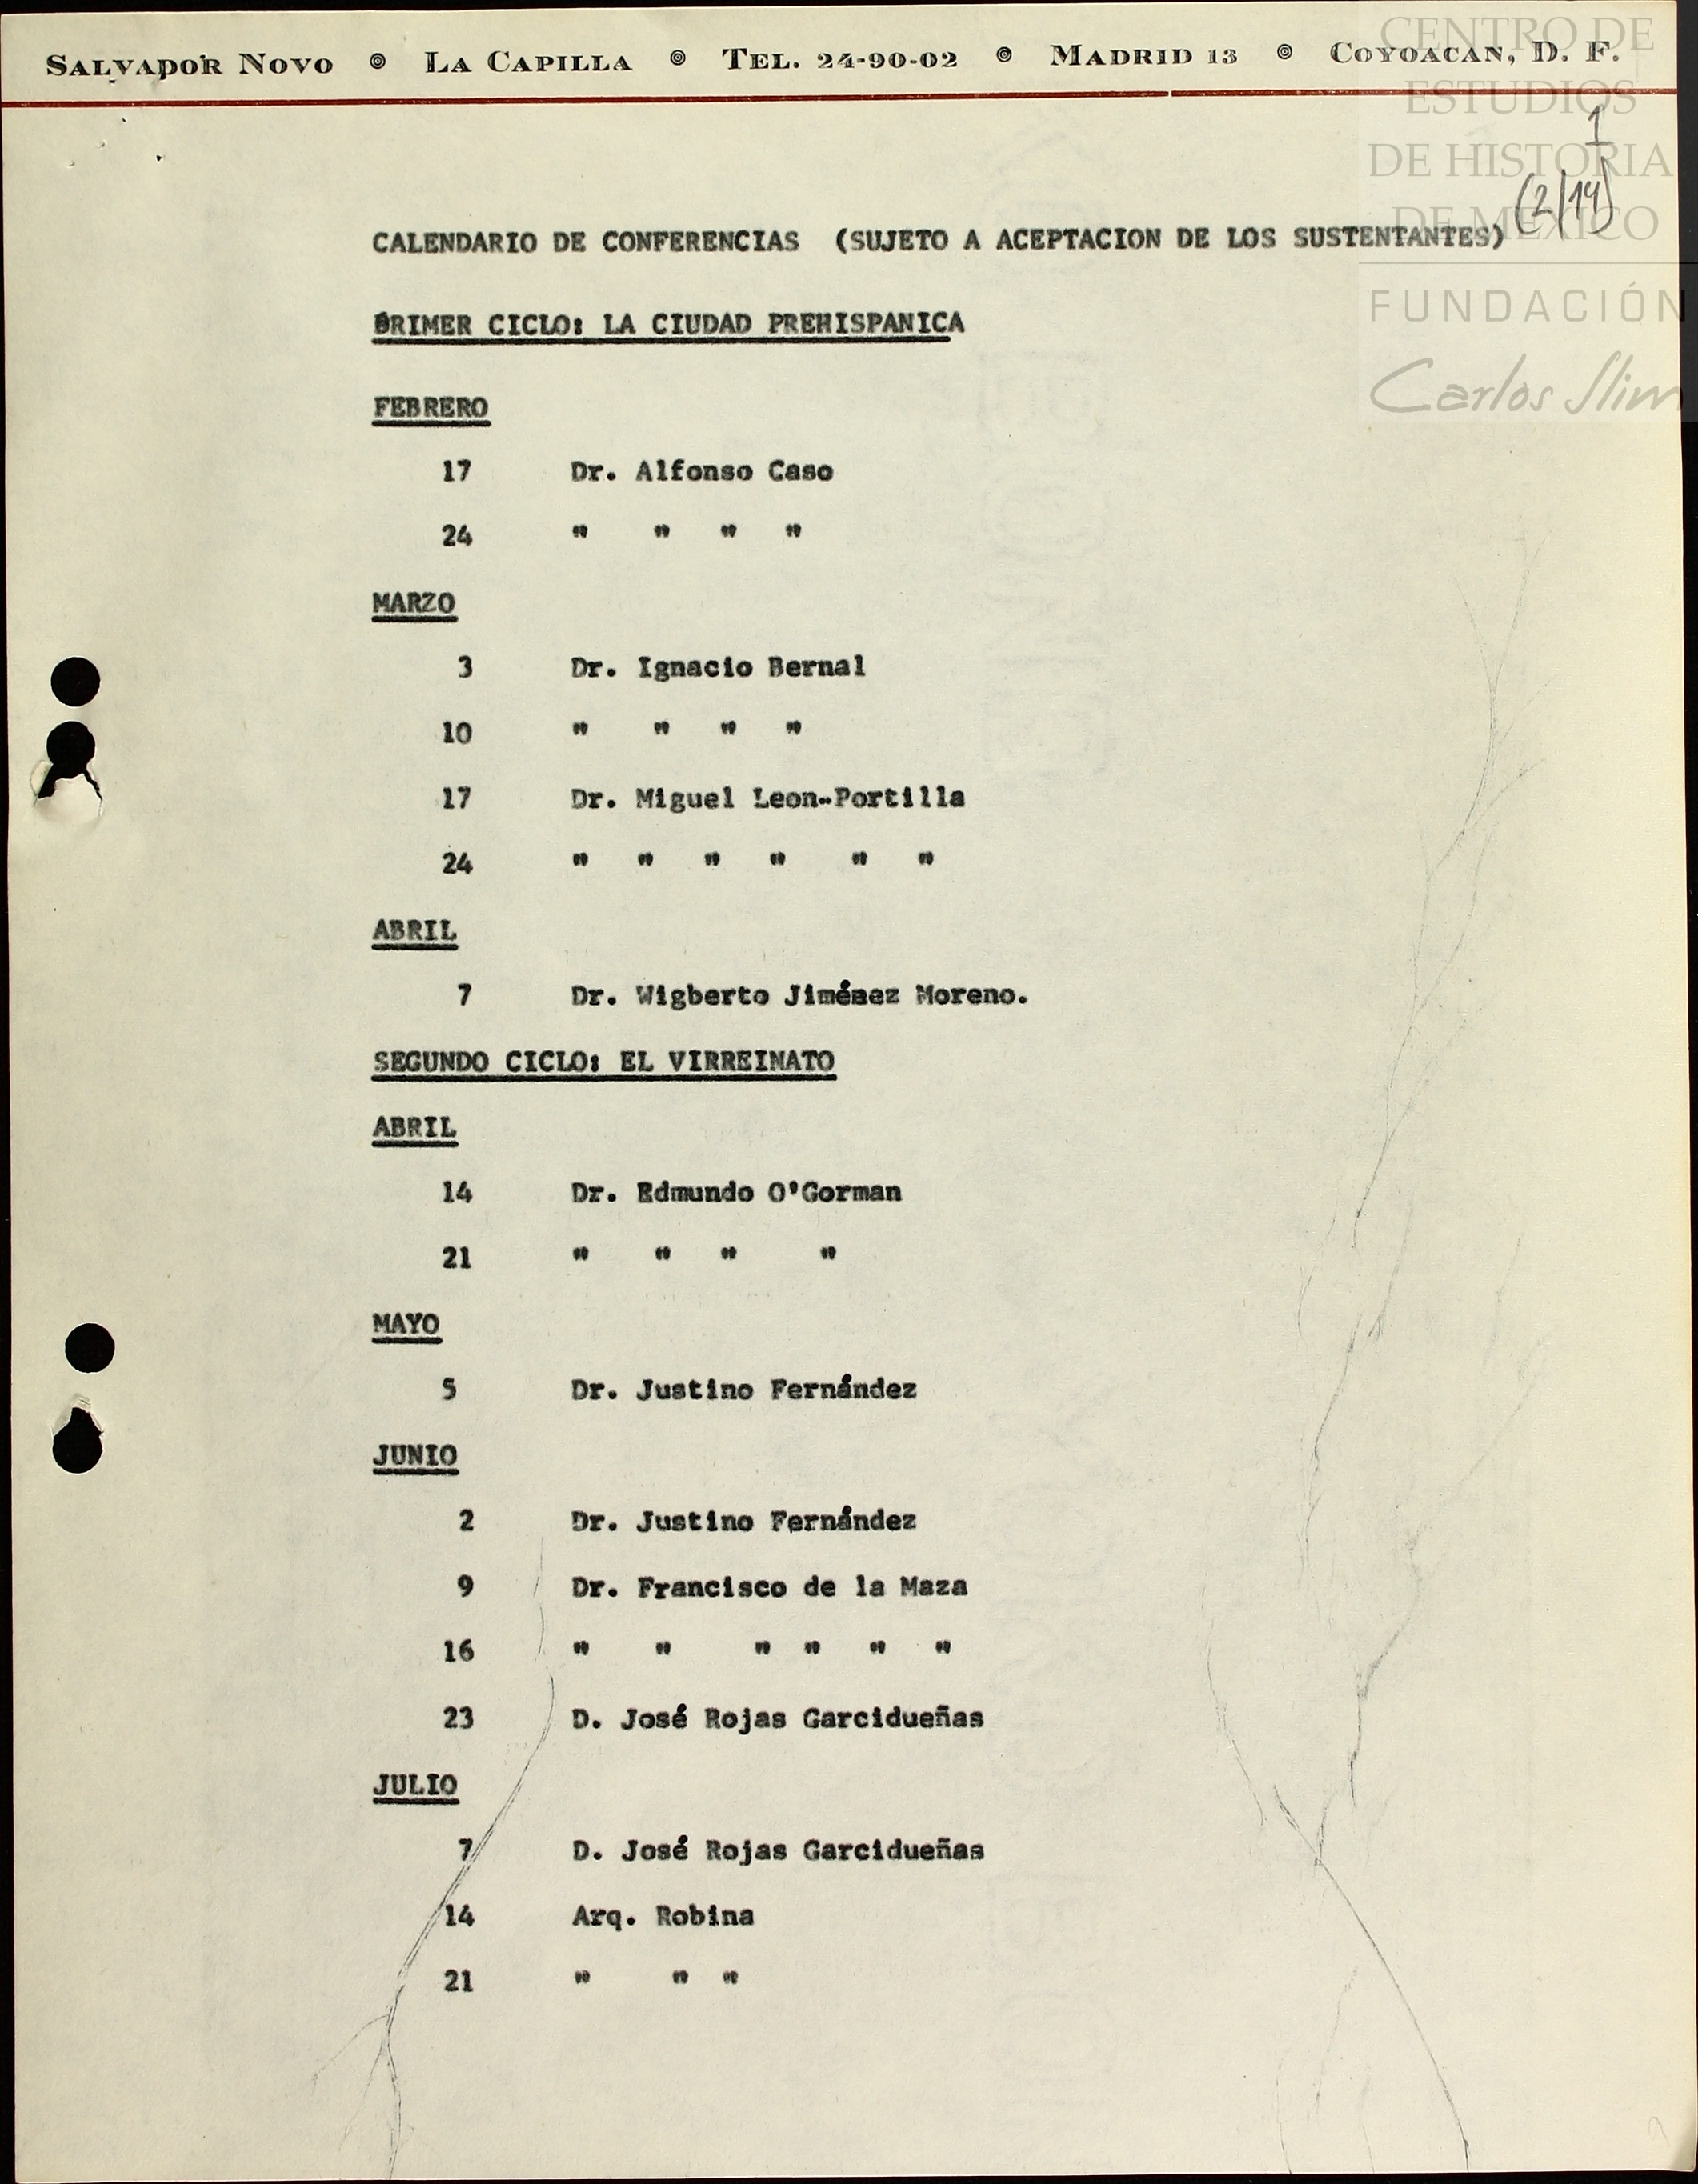 SALVADOR NOVO ⊚ LA CAPILLA ⊚ TEL. 24-90-02 ⊚ MADRID 13 ⊚ COYOACAN, D. F.
CENTRO DE
ESTUDIOS
DE HISTORIA
DE MÉXICO
FUNDACIÓN
Carlos Slim
1
(2/14)
CALENDARIO DE CONFERENCIAS (SUJETO A ACEPTACION DE LOS SUSTENTANTES)
PRIMER CICLO: LA CIUDAD PREHISPANICA
FEBRERO
17 Dr. Alfonso Caso
24 " " " "
MARZO
3 Dr. Ignacio Bernal
10 " " " "
17 Dr. Miguel Leon-Portilla
24 " " " " " "
ABRIL
7 Dr. Wigberto Jiménez Moreno.
SEGUNDO CICLO: EL VIRREINATO
ABRIL
14 Dr. Edmundo O'Gorman
21 " " " "
MAYO
5 Dr. Justino Fernández
JUNIO
2 Dr. Justino Fernández
9 Dr. Francisco de la Maza
16 " " " " " "
23 D. José Rojas Garcidueñas
JULIO
7 D. José Rojas Garcidueñas
14 Arq. Robina
21 " " "